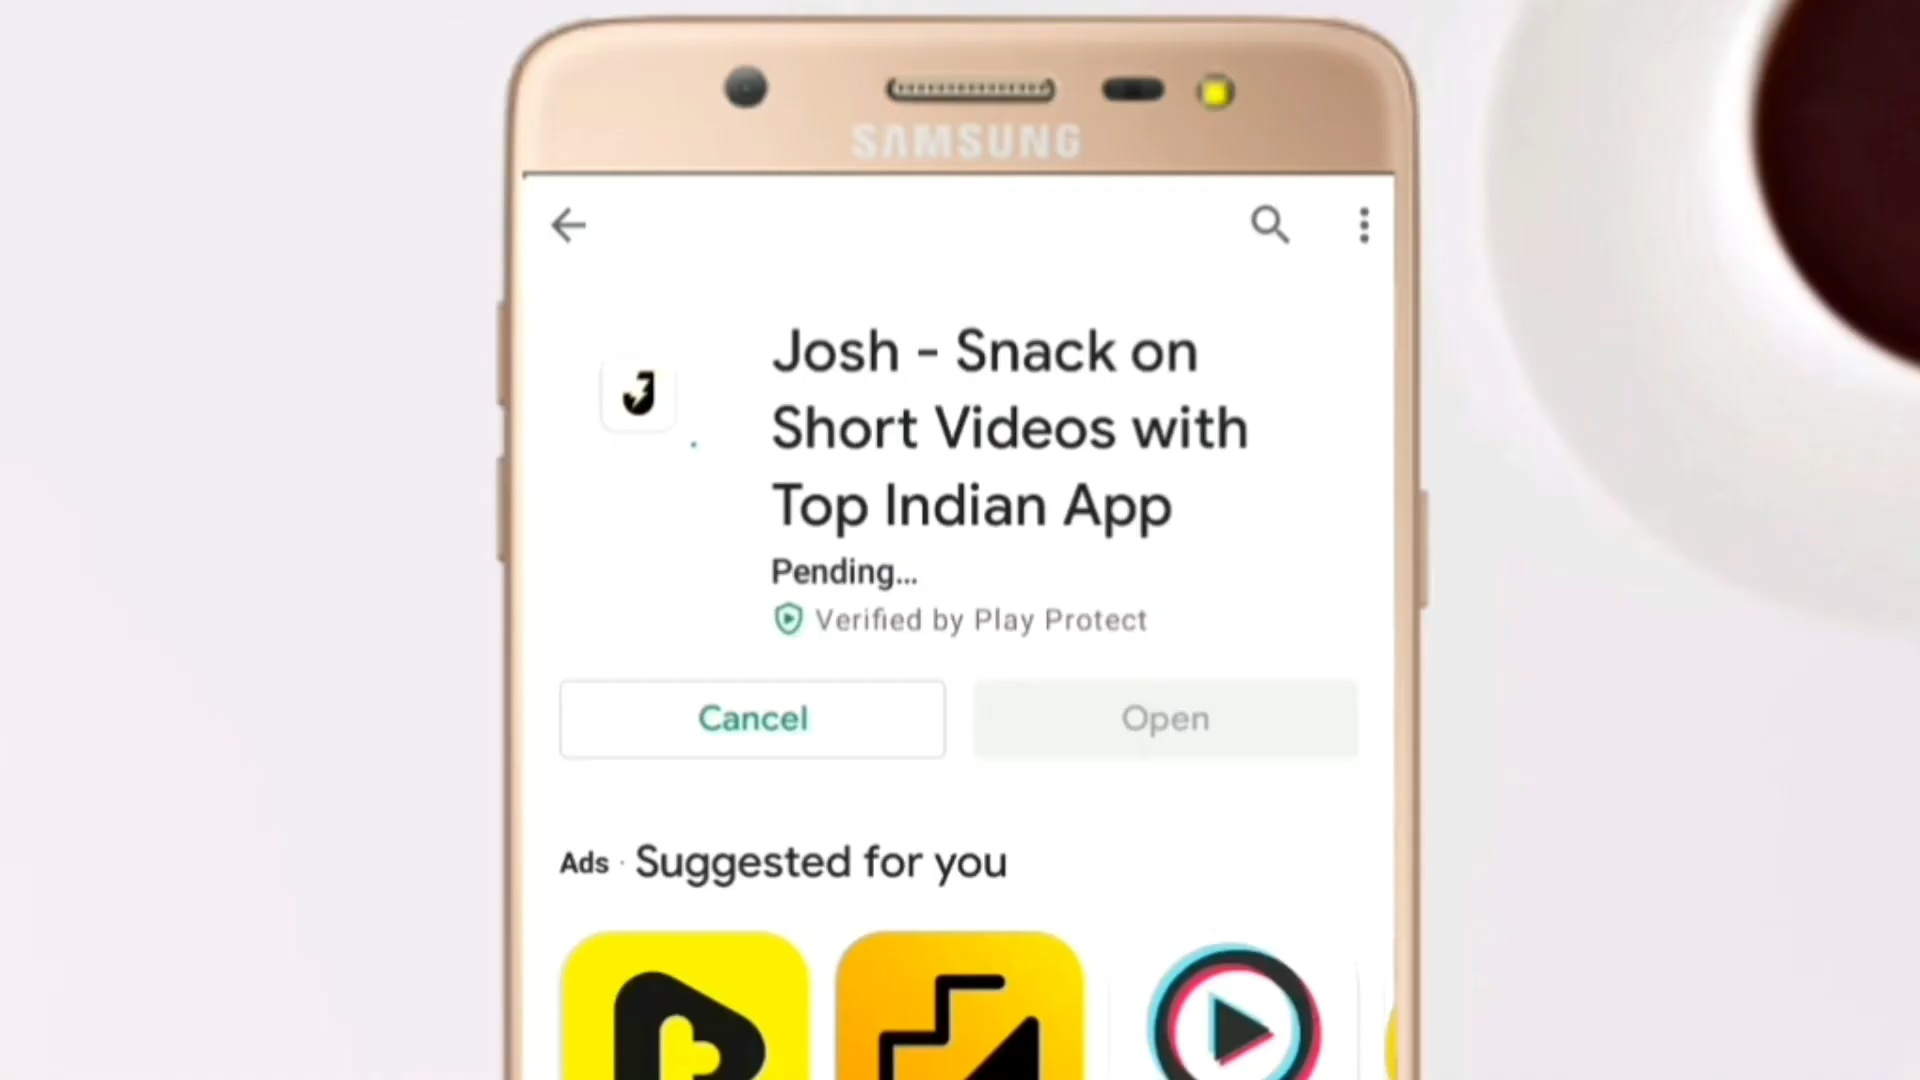 SAMSUNG
Josh - Snack on
Short Videos with
Top Indian App
Pending...
Verified by Play Protect
Cancel
Open
Ads · Suggested for you